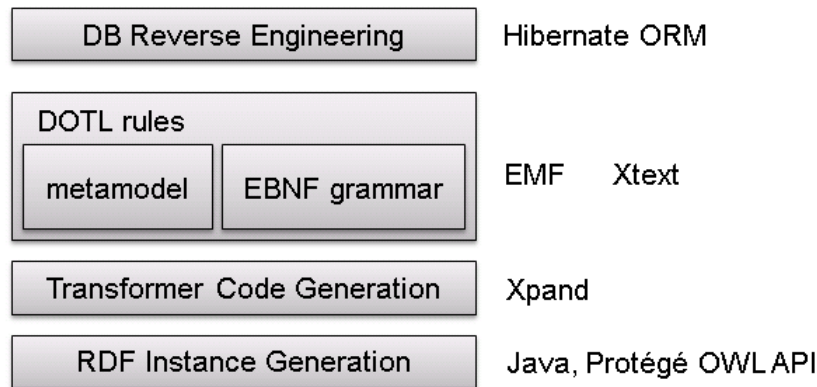 DB Reverse Engineering Hibernate ORM
DOTL rules
metamodel EBNF grammar EMF Xtext
Transformer Code Generation Xpand
RDF Instance Generation Java, Protégé OWL API